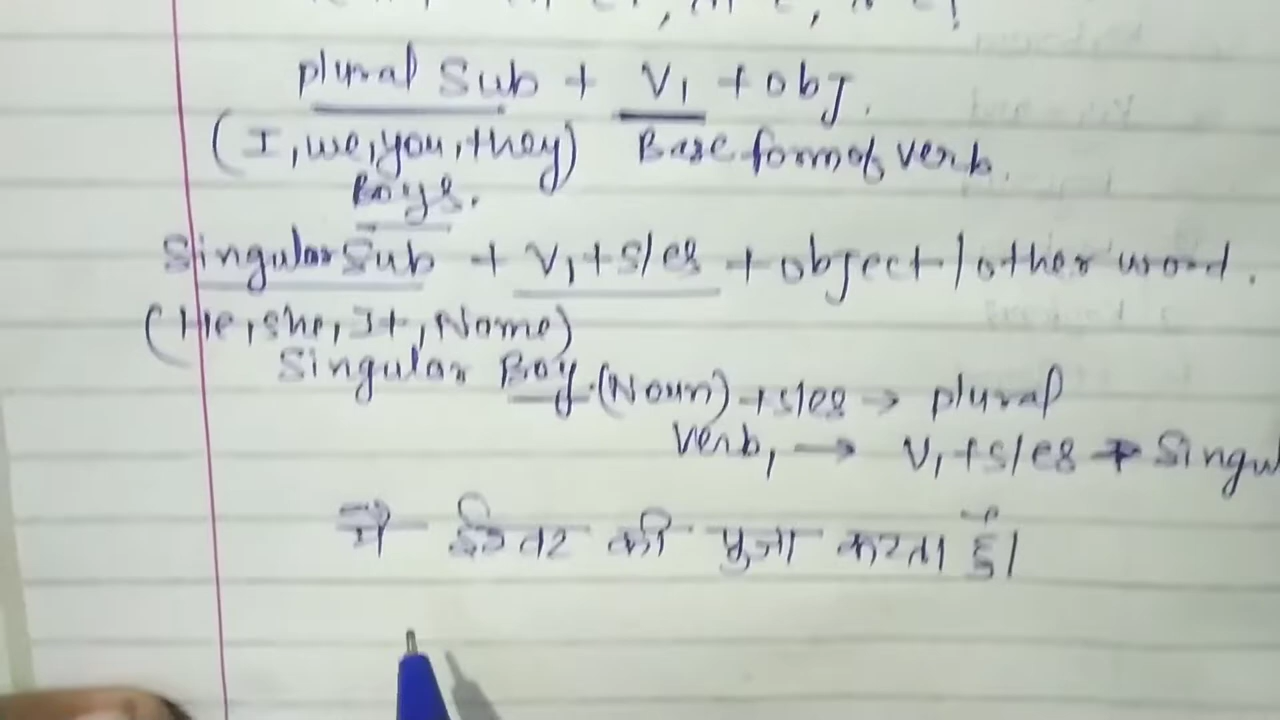 plural Sub + V1 + obj.
(I, we, you, they) Base form of verb.
Boys.
Singular Sub + V1 + s/es + object / other word.
(He, she, It, Name)
Singular Boy. (Noun) + s/es → plural
Verb1 → V1 + s/es → Singu
मैं ईश्वर की पुजा करता हूँ।